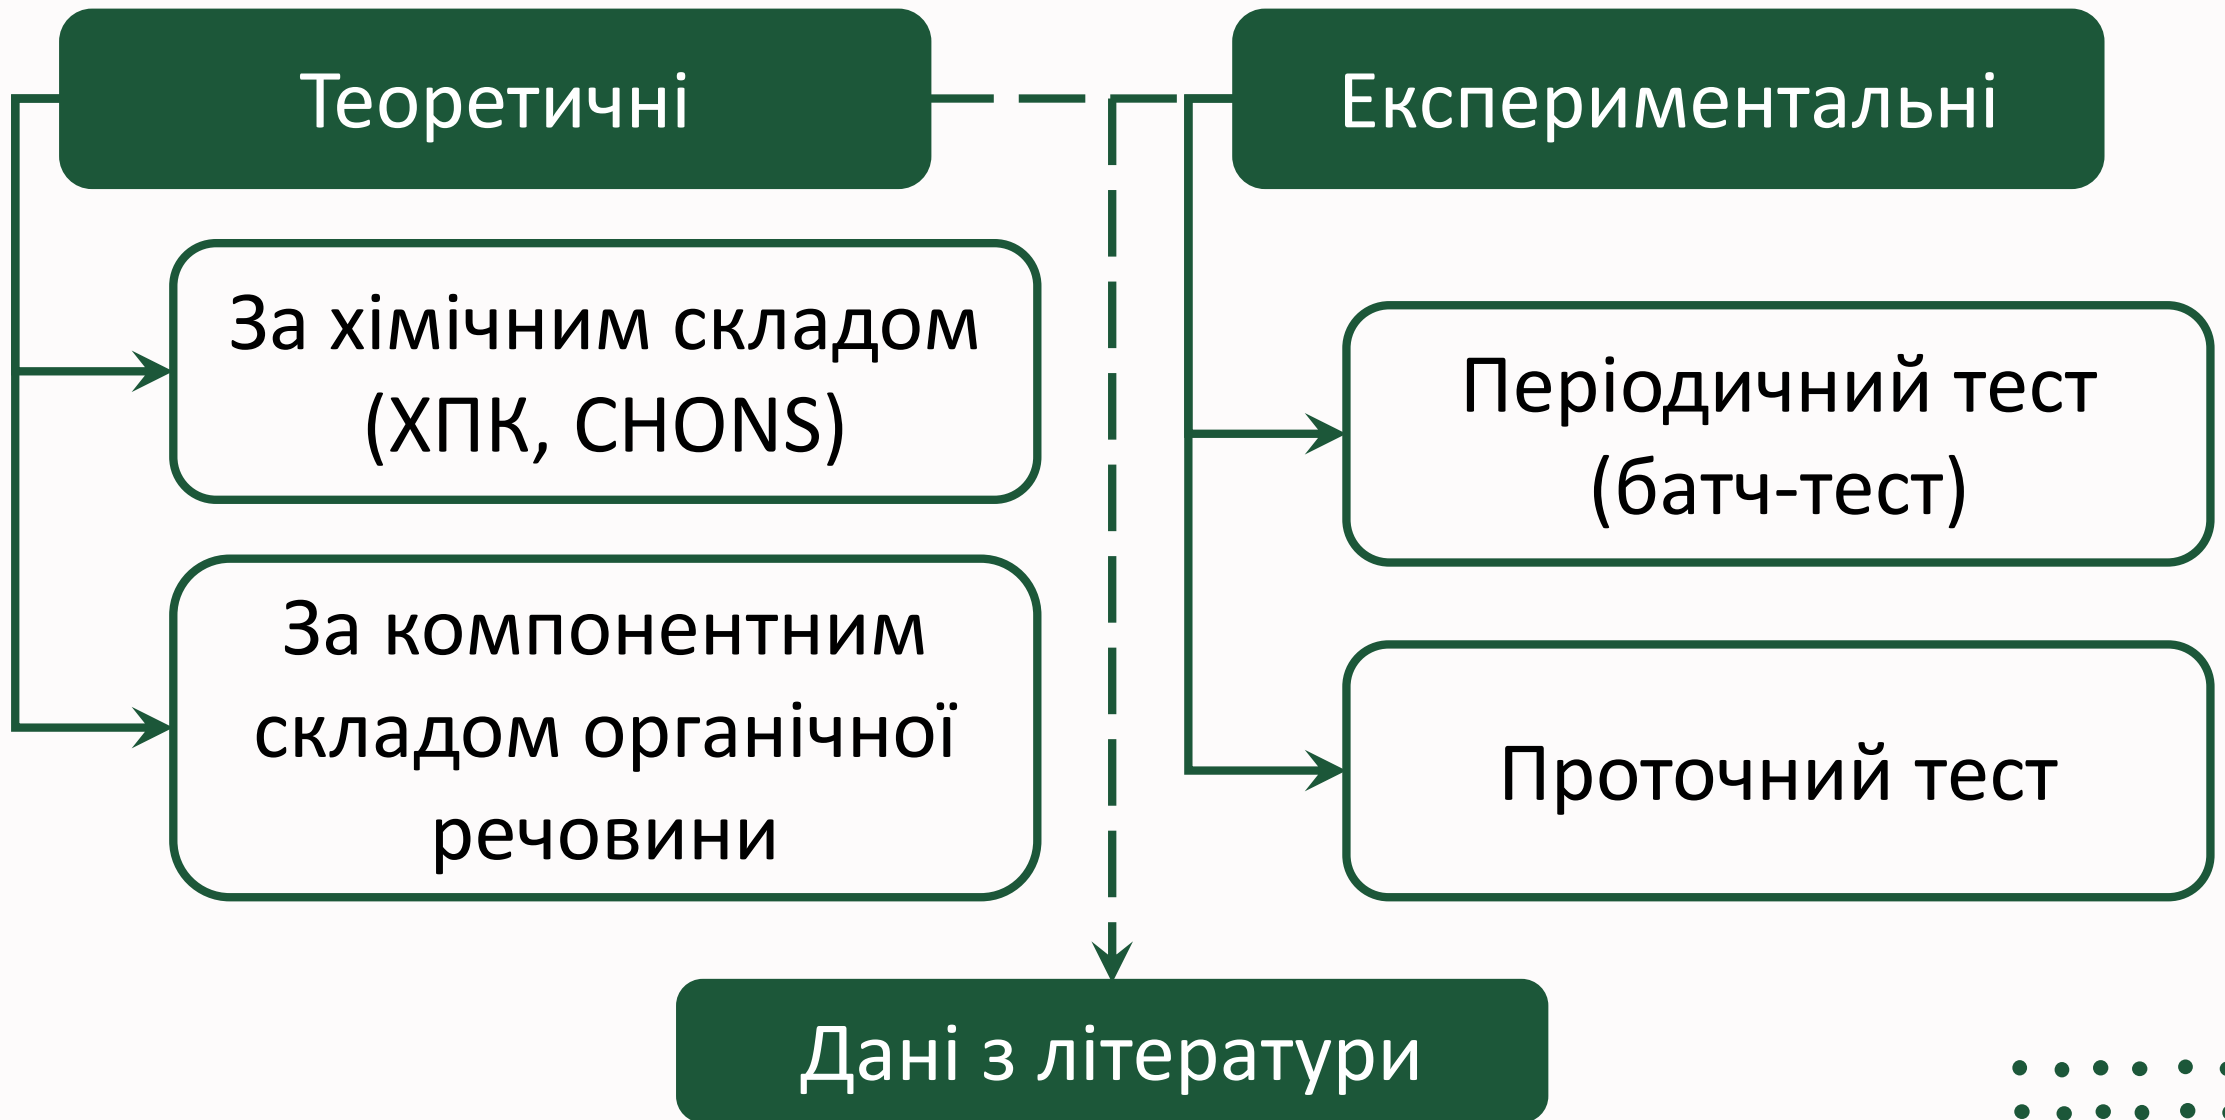 Теоретичні
Експериментальні
За хімічним складом
(ХПК, CHONS)
За компонентним
складом органічної
речовини
Періодичний тест
(батч-тест)
Проточний тест
Дані з літератури